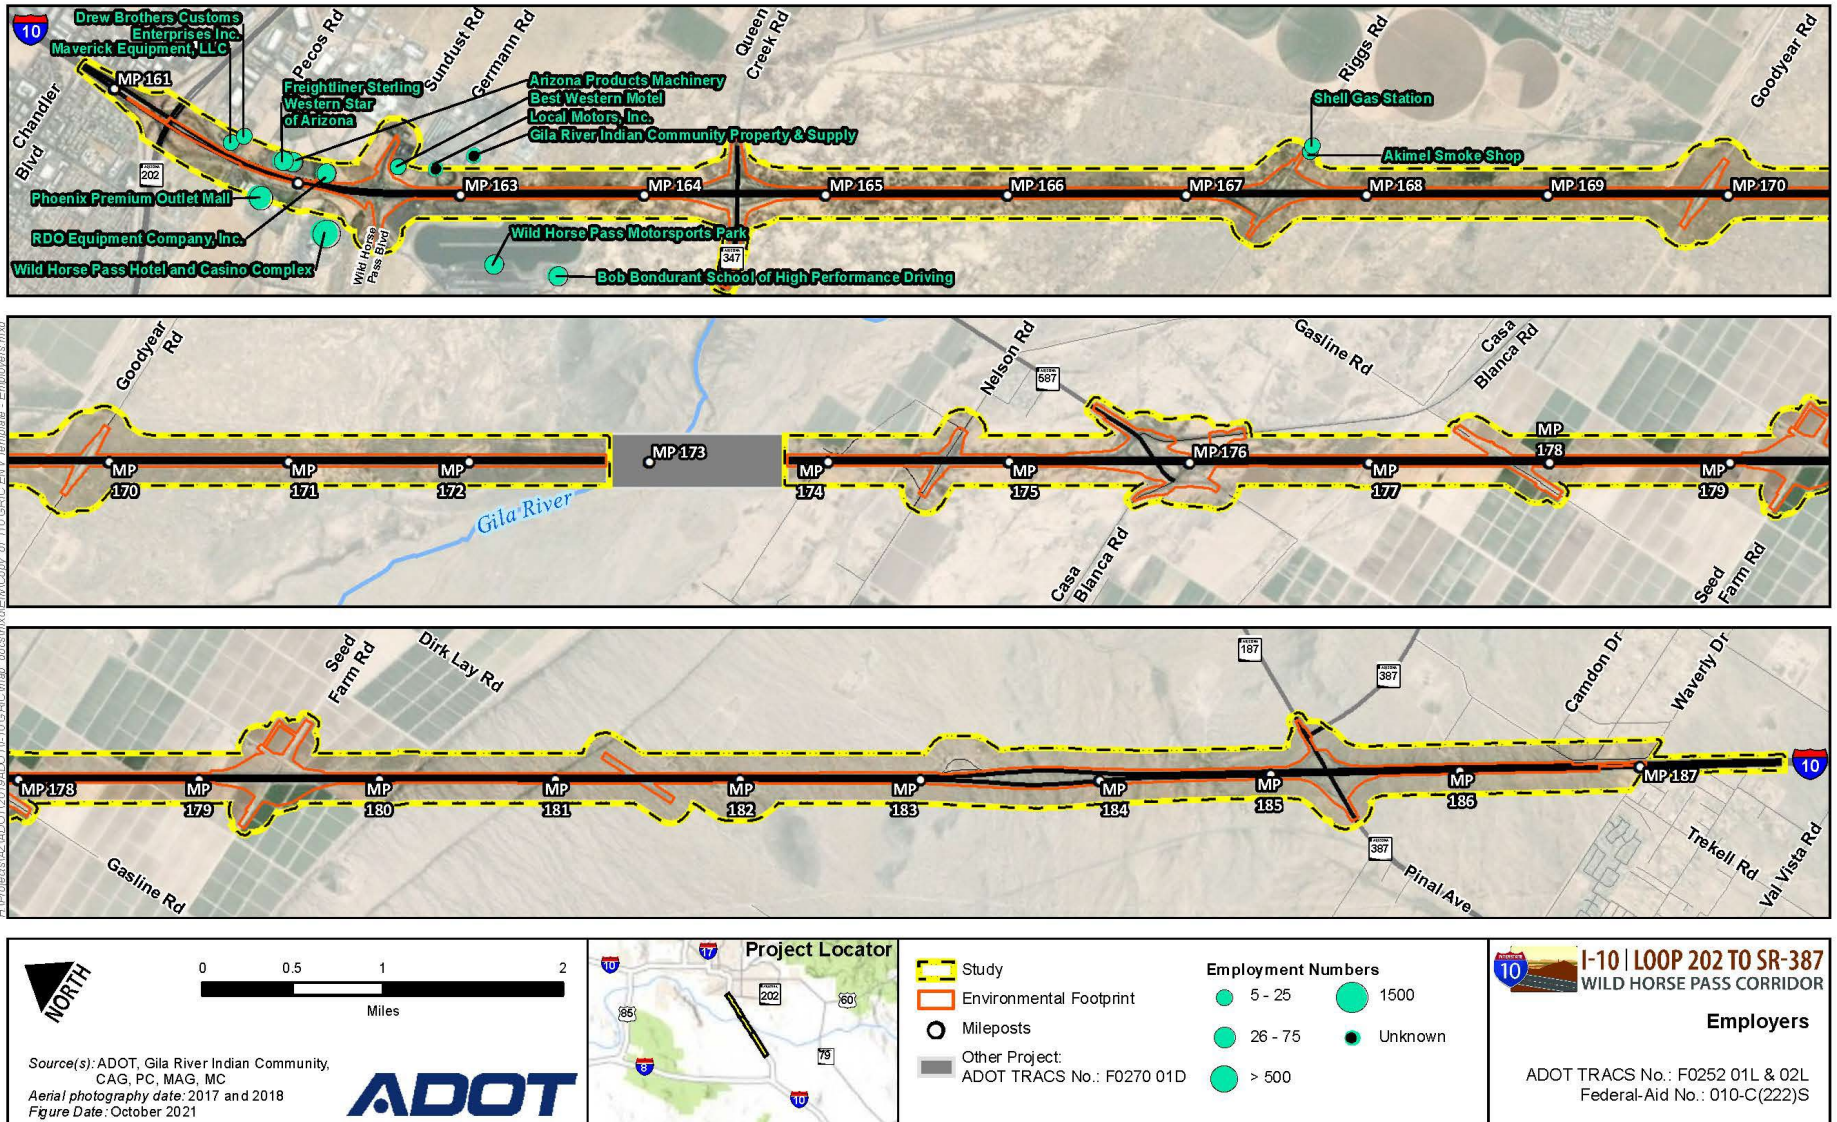 10
Drew Brothers Customs
Enterprises Inc.
Maverick Equipment, LLC
MP 161
Chandler
Blvd
ARIZONA
202
Pecos Rd
Freightliner Sterling
Western Star
of Arizona
Sundust Rd
Germann Rd
Arizona Products Machinery
Best Western Motel
Local Motors, Inc.
Gila River Indian Community Property & Supply
Queen
Creek Rd
Riggs Rd
Shell Gas Station
Akimel Smoke Shop
Goodyear Rd
MP 163
MP 164
MP 165
MP 166
MP 167
MP 168
MP 169
MP 170
Phoenix Premium Outlet Mall
RDO Equipment Company, Inc.
Wild Horse Pass Hotel and Casino Complex
Wild Horse
Pass Blvd
Wild Horse Pass Motorsports Park
Bob Bondurant School of High Performance Driving
ARIZONA
347
Goodyear
Rd
Nelson Rd
ARIZONA
587
Gasline Rd
Casa
Blanca Rd
MP
170
MP
171
MP
172
MP 173
MP
174
MP
175
MP 176
MP
177
MP
178
MP
179
Gila River
Casa
Blanca Rd
Seed
Farm Rd
Seed
Farm Rd
Dirk Lay Rd
ARIZONA
187
ARIZONA
387
Camdon Dr
Waverly Dr
MP 178
MP
179
MP
180
MP
181
MP
182
MP
183
MP
184
MP
185
MP
186
MP 187
10
Gasline Rd
ARIZONA
387
Pinal Ave
Trekell Rd
Val Vista Rd
NORTH
0 0.5 1 2
Miles
Source(s): ADOT, Gila River Indian Community,
CAG, PC, MAG, MC
Aerial photography date: 2017 and 2018
Figure Date: October 2021
ADOT
Project Locator
17
10
202
60
85
79
8
10
Study
Environmental Footprint
Mileposts
Other Project:
ADOT TRACS No.: F0270 01D
Employment Numbers
5 - 25
1500
26 - 75
Unknown
> 500
INTERSTATE
10
I-10 | LOOP 202 TO SR-387
WILD HORSE PASS CORRIDOR
Employers
ADOT TRACS No.: F0252 01L & 02L
Federal-Aid No.: 010-C(222)S